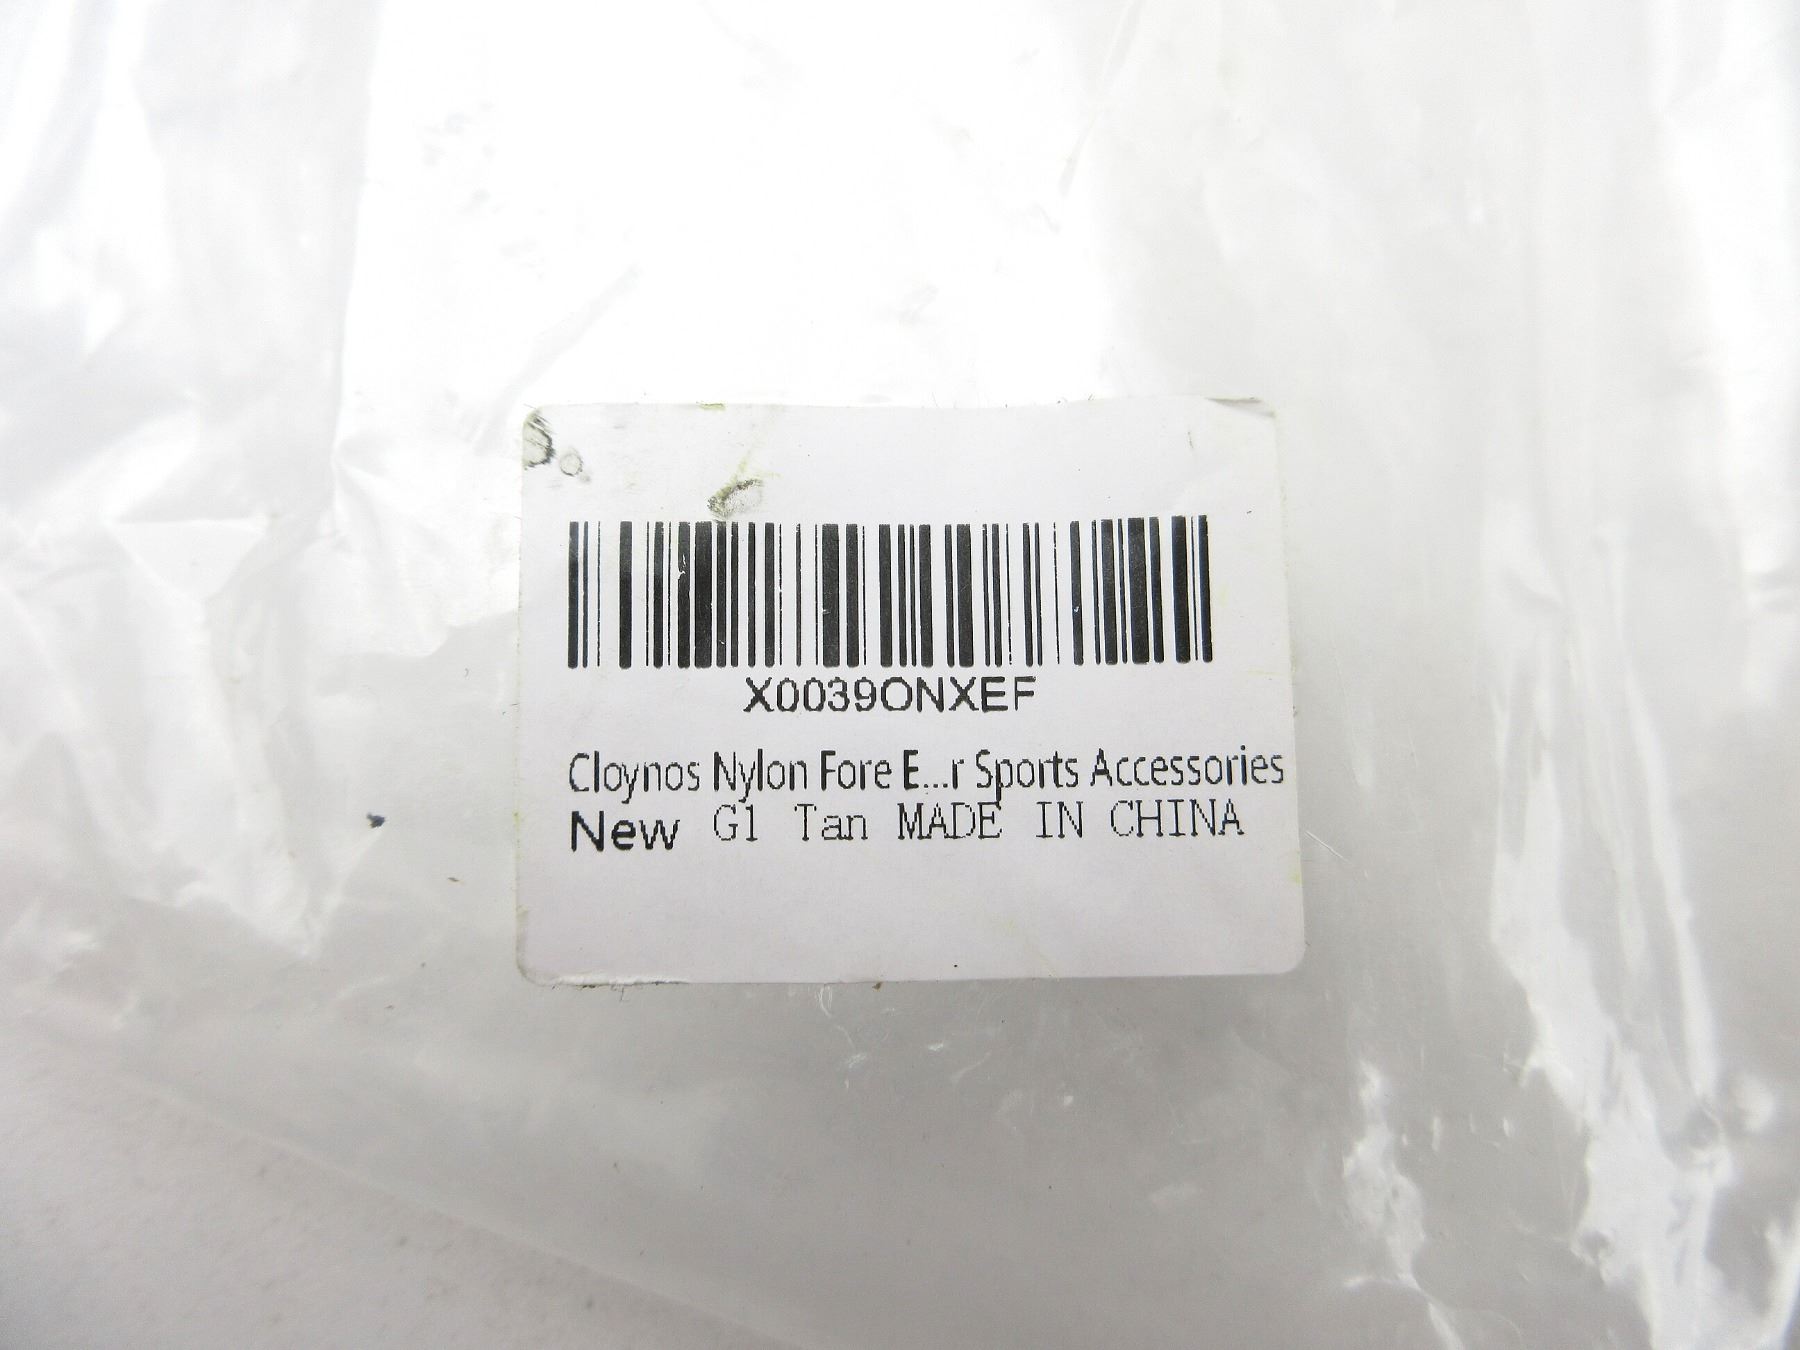 X0039ONXEF
Cloynos Nylon Fore E...r Sports Accessories
New G1 Tan MADE IN CHINA